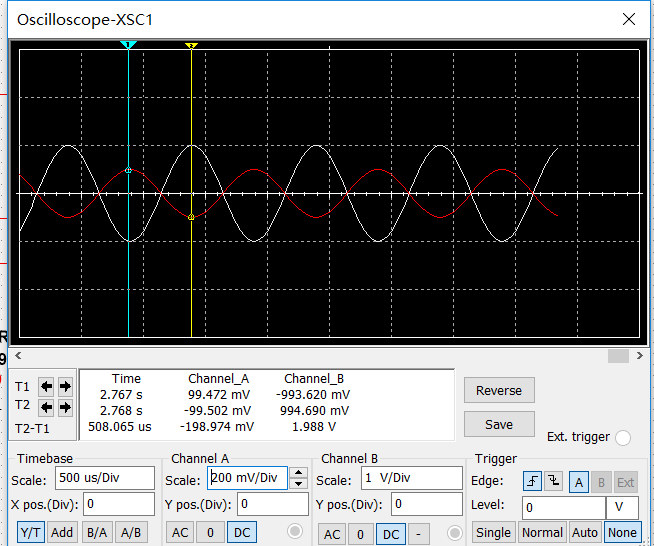 Oscilloscope-XSC1
1 2
R
9
T1
T2
T2-T1
Time Channel_A Channel_B
2.767 s 99.472 mV -993.620 mV
2.768 s -99.502 mV 994.690 mV
508.065 us -198.974 mV 1.988 V
Reverse
Save
Ext. trigger
Timebase
Scale: 500 us/Div
X pos.(Div): 0
Y/T Add B/A A/B
Channel A
Scale: 200 mV/Div
Y pos.(Div): 0
AC 0 DC
Channel B
Scale: 1 V/Div
Y pos.(Div): 0
AC 0 DC -
Trigger
Edge: A B Ext
Level: 0 V
Single Normal Auto None